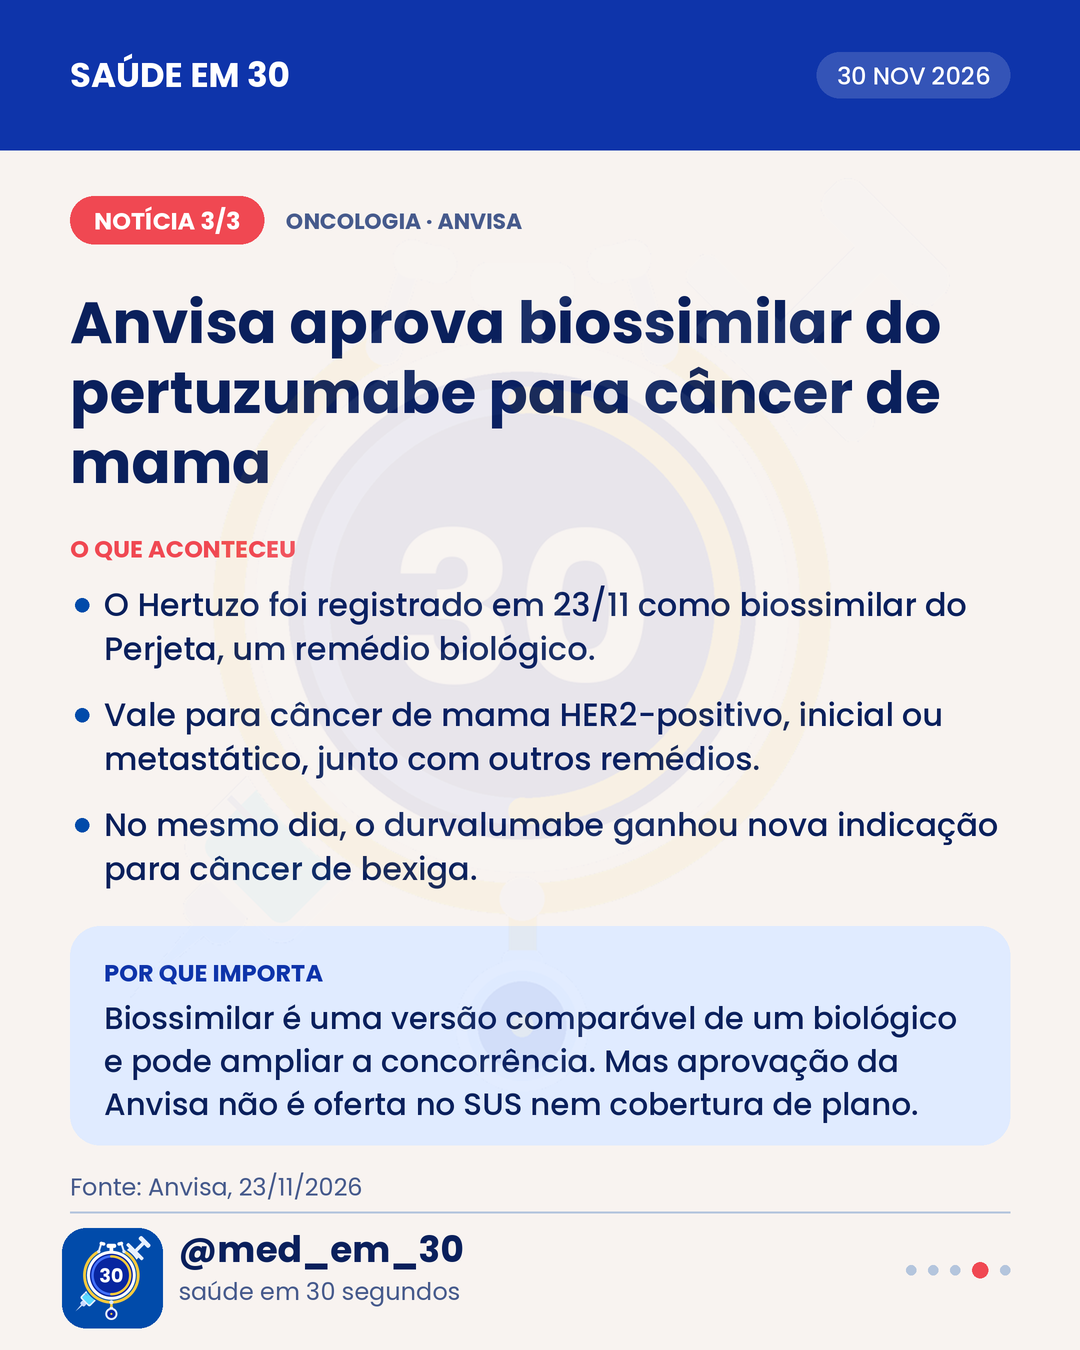 SAÚDE EM 30
30 NOV 2026
NOTÍCIA 3/3
ONCOLOGIA · ANVISA
Anvisa aprova biossimilar do
pertuzumabe para câncer de
mama
30
O QUE ACONTECEU
O Hertuzo foi registrado em 23/11 como biossimilar do
Perjeta, um remédio biológico.
Vale para câncer de mama HER2-positivo, inicial ou
metastático, junto com outros remédios.
No mesmo dia, o durvalumabe ganhou nova indicação
para câncer de bexiga.
POR QUE IMPORTA
Biossimilar é uma versão comparável de um biológico
e pode ampliar a concorrência. Mas aprovação da
Anvisa não é oferta no SUS nem cobertura de plano.
Fonte: Anvisa, 23/11/2026
30
@med_em_30
saúde em 30 segundos